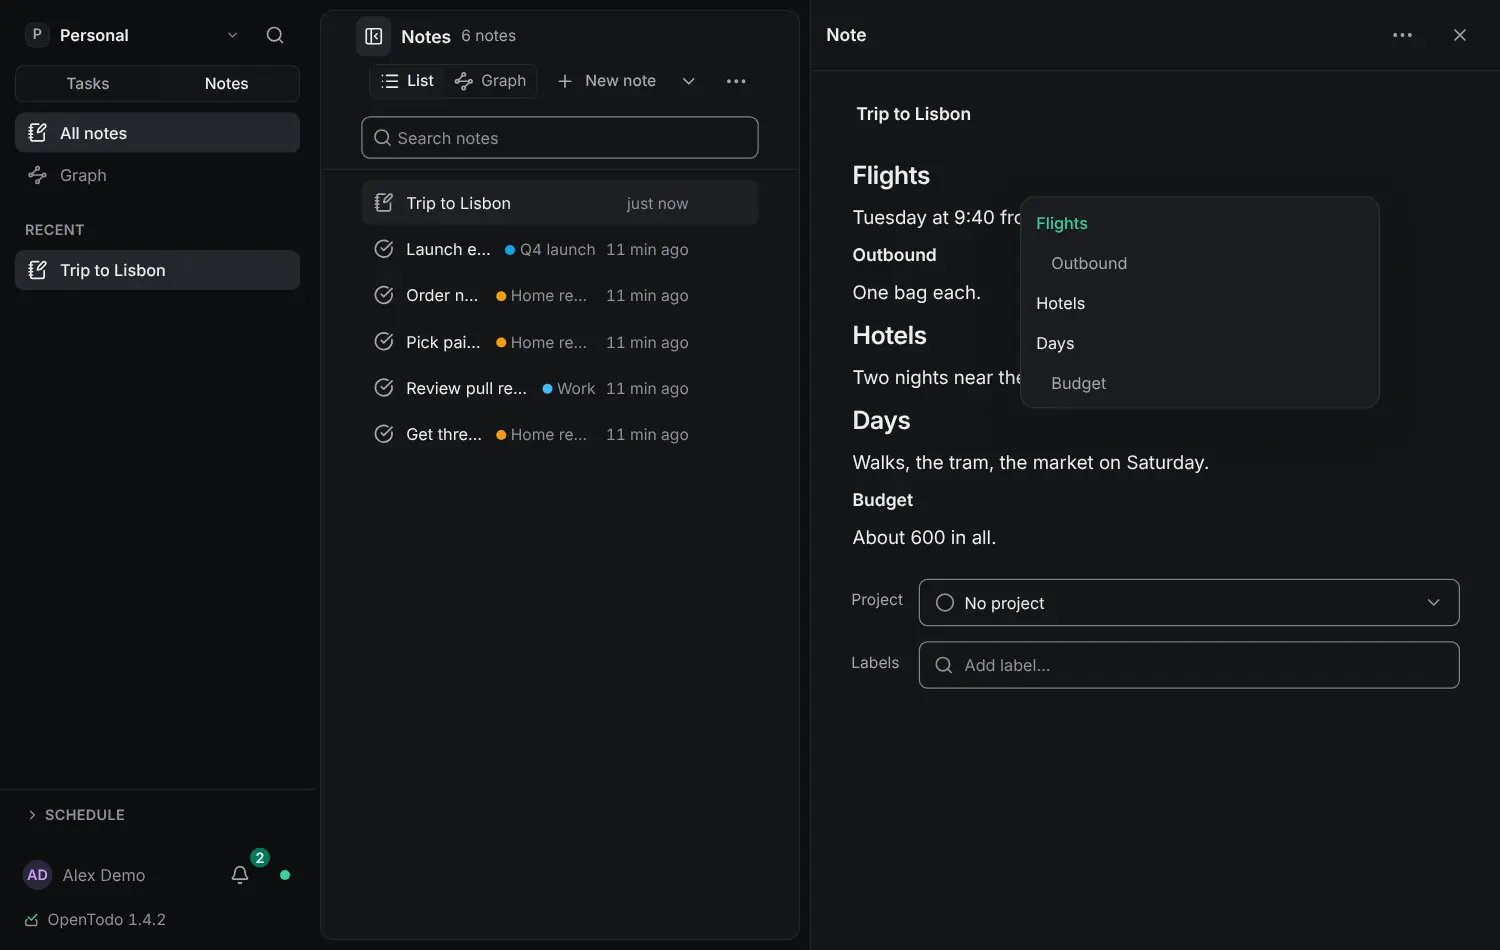 P Personal
Tasks Notes
All notes
Graph
RECENT
Trip to Lisbon
SCHEDULE
AD Alex Demo 2
OpenTodo 1.4.2
Notes 6 notes
List Graph New note
Search notes
Trip to Lisbon just now
Launch e... Q4 launch 11 min ago
Order n... Home re... 11 min ago
Pick pai... Home re... 11 min ago
Review pull re... Work 11 min ago
Get thre... Home re... 11 min ago
Note
Trip to Lisbon
Flights
Tuesday at 9:40
Outbound
One bag each.
Hotels
Two nights near the
Days
Walks, the tram, the market on Saturday.
Budget
About 600 in all.
Flights
Outbound
Hotels
Days
Budget
Project No project
Labels Add label...